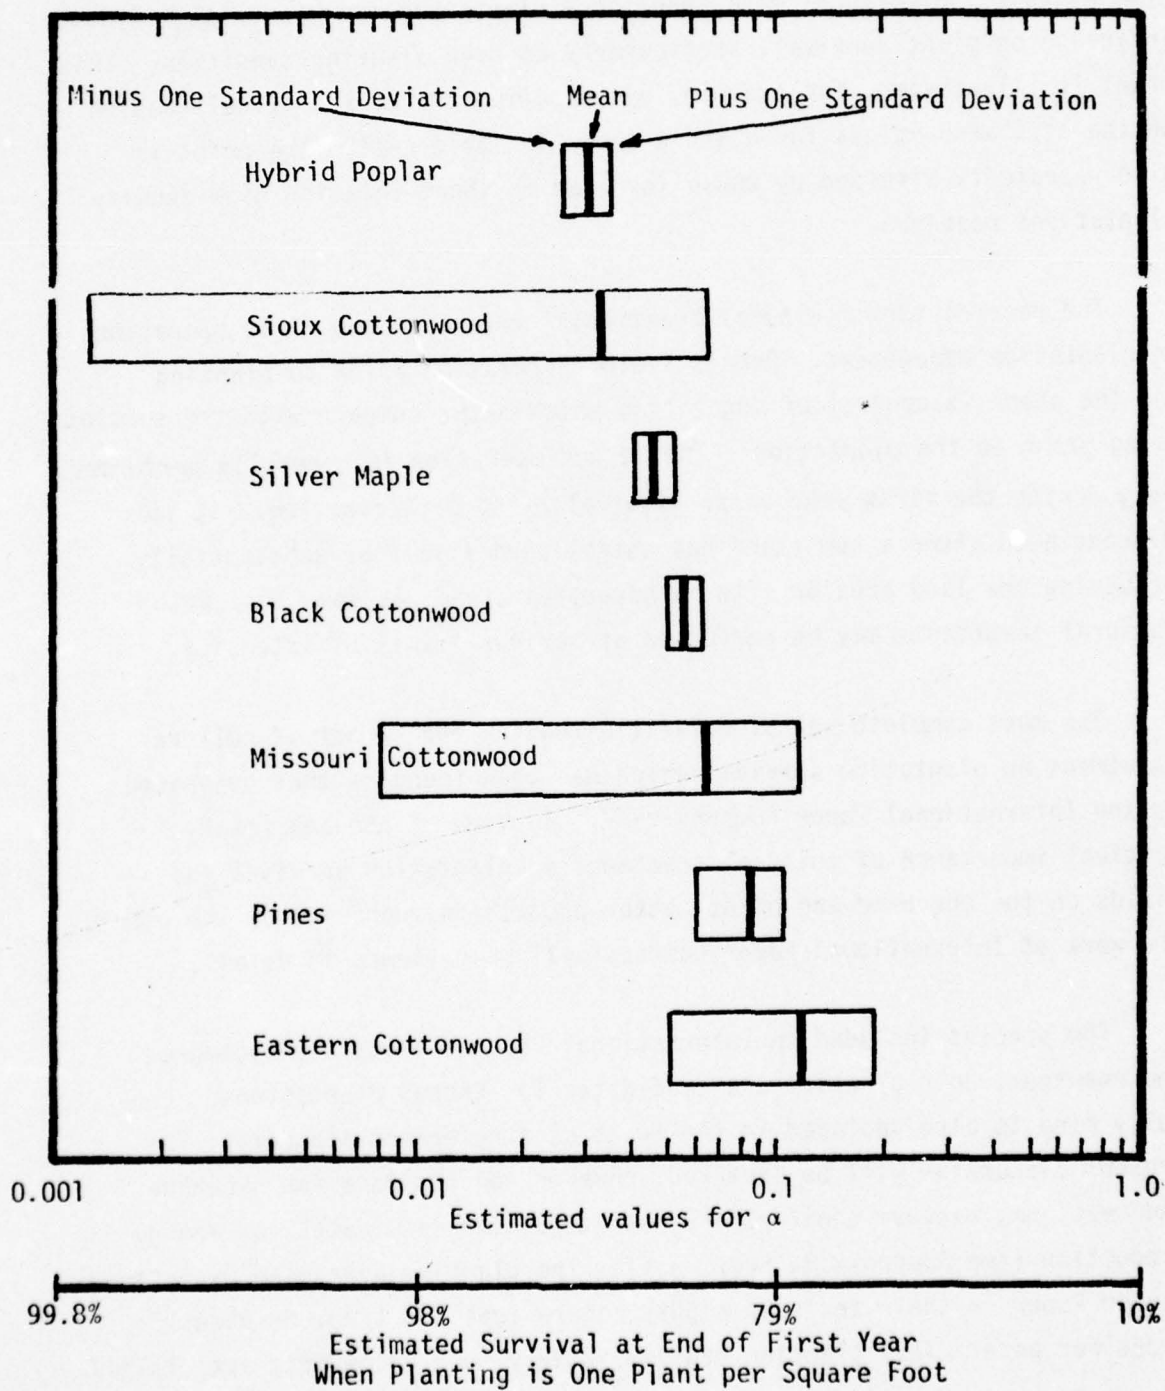 Minus One Standard Deviation Mean Plus One Standard Deviation
Hybrid Poplar
Sioux Cottonwood
Silver Maple
Black Cottonwood
Missouri Cottonwood
Pines
Eastern Cottonwood
0.001 0.01 0.1 1.0
Estimated values for α
99.8% 98% 79% 10%
Estimated Survival at End of First Year
When Planting is One Plant per Square Foot